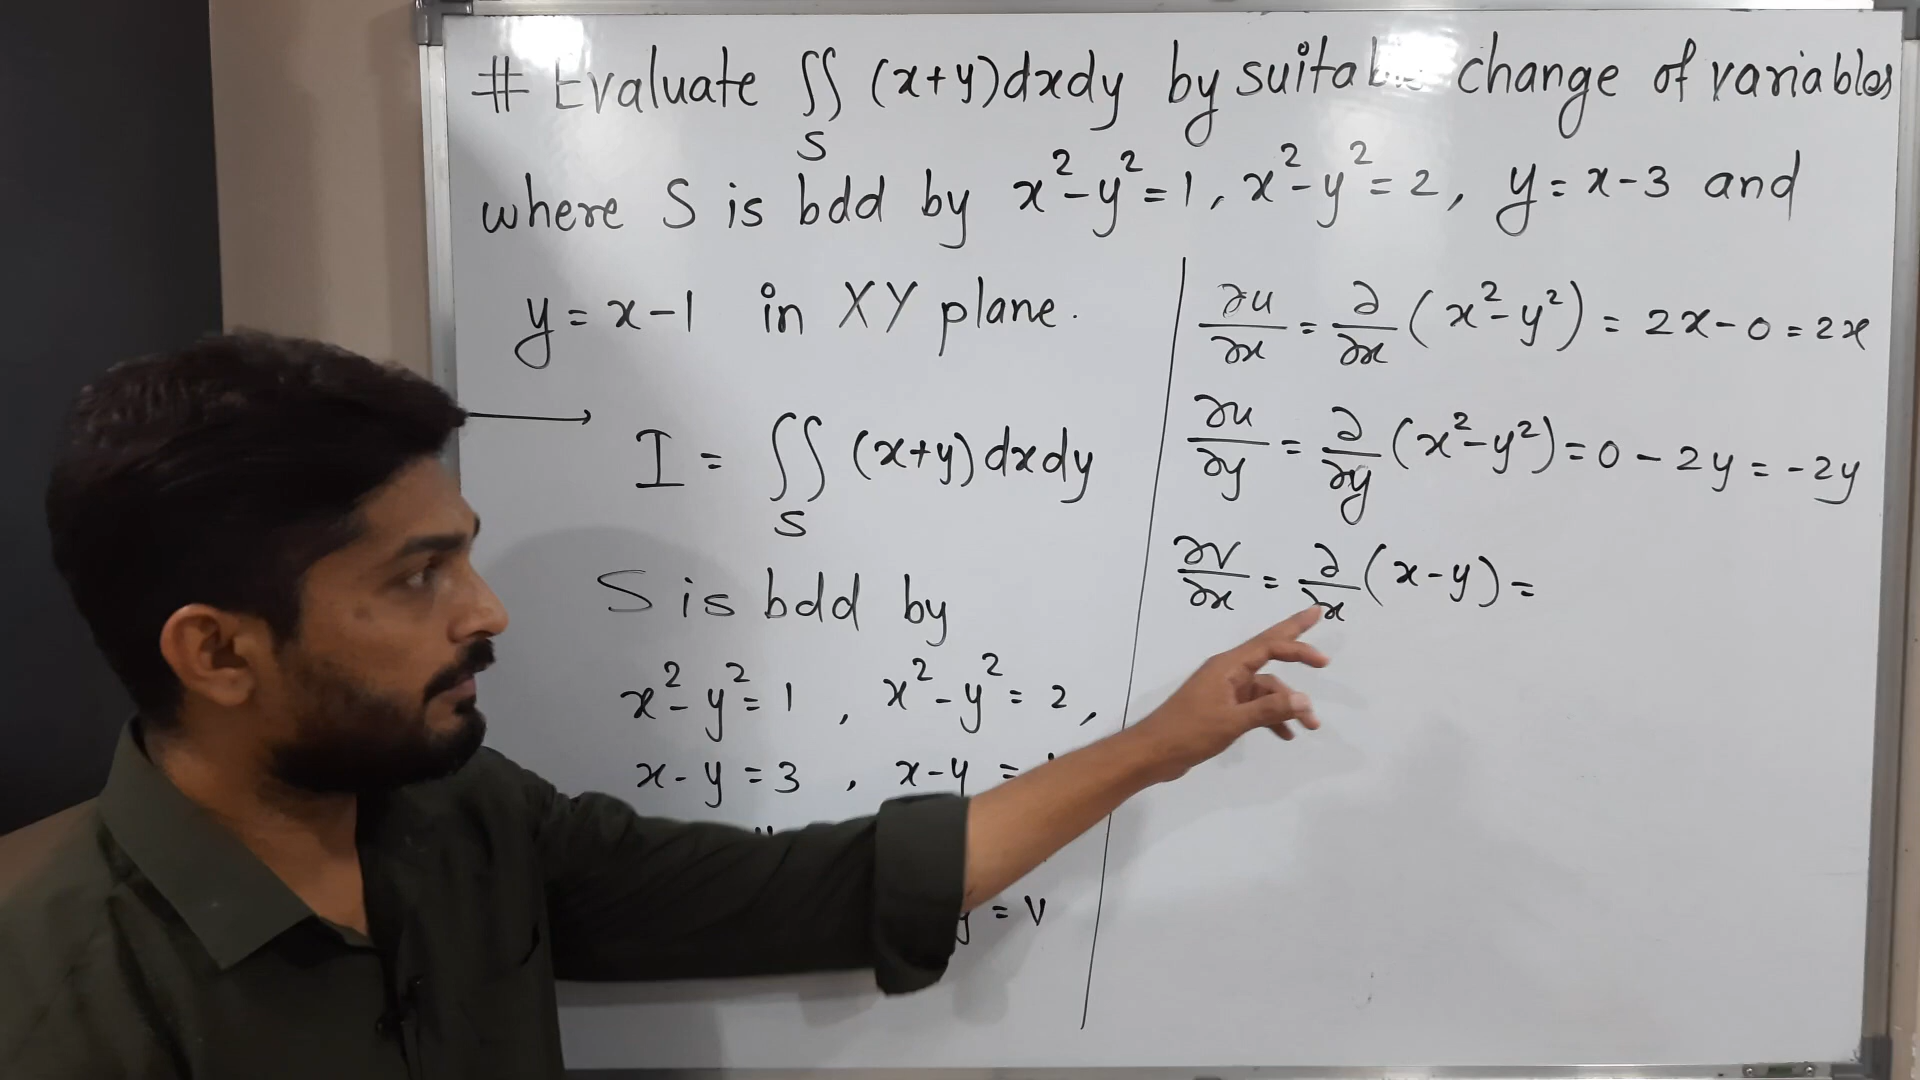 # Evaluate ∬_S (x+y)dxdy by change of variables
where S is bdd by x²-y²=1, x²-y²=2, y=x-3 and
y=x-1 in XY plane.
I = ∬_S (x+y)dxdy
S is bdd by
x²-y²=1, x²-y²=2,
x-y=3, x-y=
y=V
∂u/∂x = ∂/∂x (x²-y²) = 2x-0 = 2x
∂u/∂y = ∂/∂y (x²-y²) = 0-2y = -2y
∂V/∂x = ∂/∂x (x-y) =